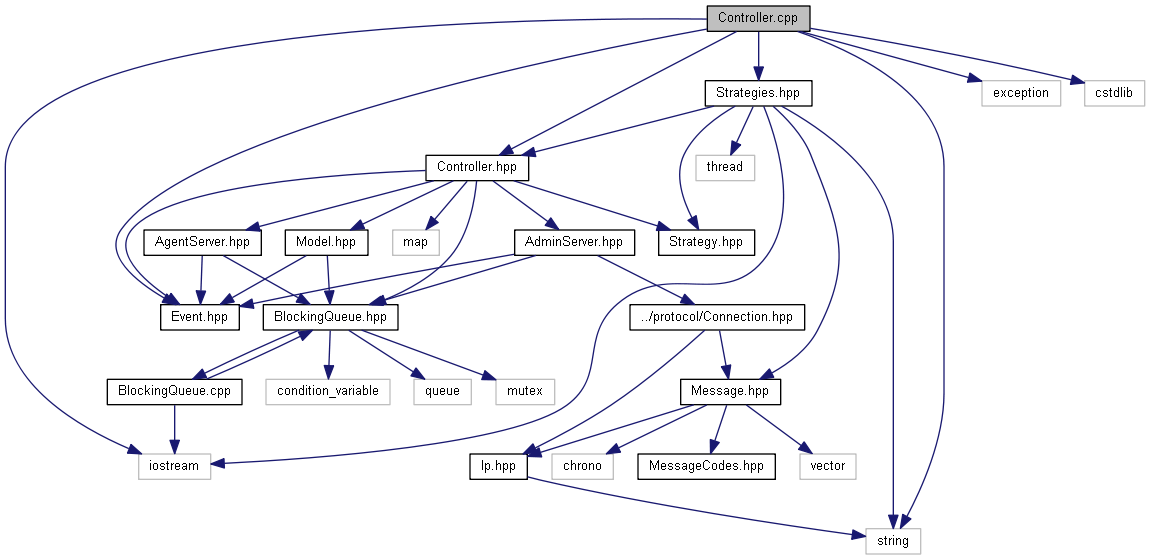 Controller.cpp
Strategies.hpp
exception
cstdlib
Controller.hpp
thread
AgentServer.hpp
Model.hpp
map
AdminServer.hpp
Strategy.hpp
Event.hpp
BlockingQueue.hpp
../protocol/Connection.hpp
BlockingQueue.cpp
condition_variable
queue
mutex
Message.hpp
iostream
Ip.hpp
chrono
MessageCodes.hpp
vector
string